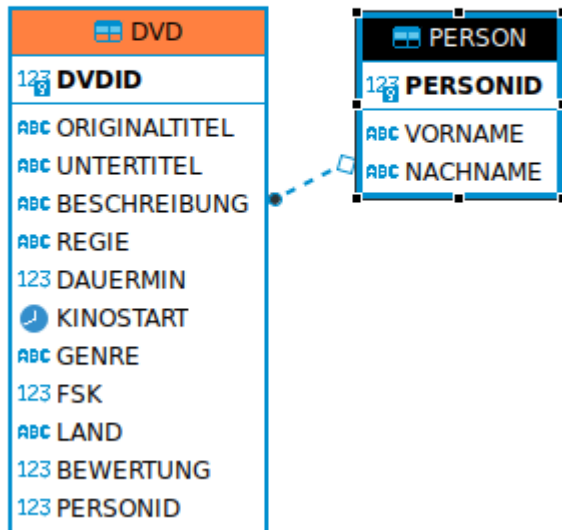 DVD
DVDID
ORIGINALTITEL
UNTERTITEL
BESCHREIBUNG
REGIE
DAUERMIN
KINOSTART
GENRE
FSK
LAND
BEWERTUNG
PERSONID
PERSON
PERSONID
VORNAME
NACHNAME